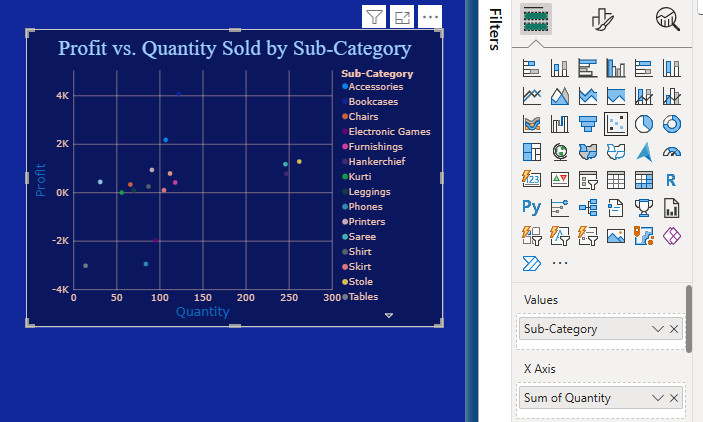 Profit vs. Quantity Sold by Sub-Category
Sub-Category
Accessories
Bookcases
Chairs
Electronic Games
Furnishings
Hankerchief
Kurti
Leggings
Phones
Printers
Saree
Shirt
Skirt
Stole
Tables
4K
2K
0K
-2K
-4K
Profit
0 50 100 150 200 250 300
Quantity
Filters
123
R
Py
Values
Sub-Category
X Axis
Sum of Quantity